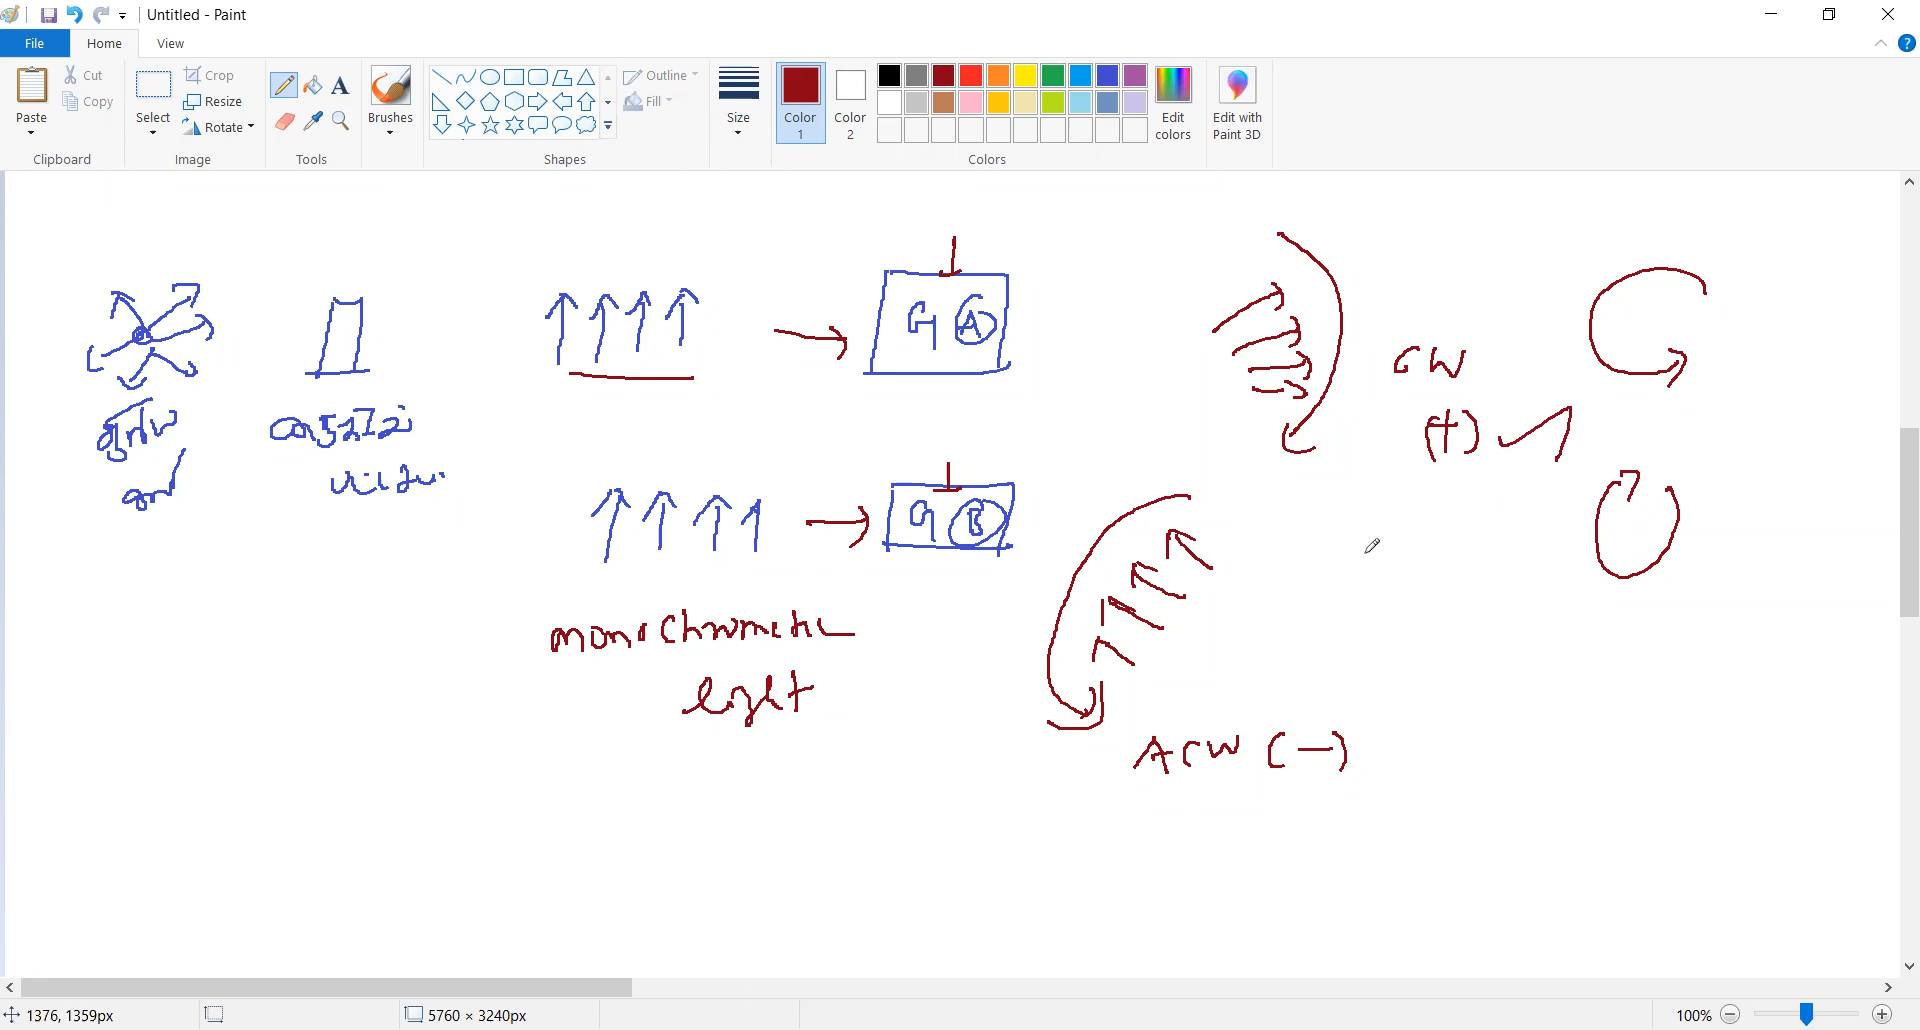 Untitled - Paint
File Home View
Paste
Cut
Copy
Clipboard
Select
Crop
Resize
Rotate
Image
Tools
Brushes
Shapes
Outline
Fill
Size
Color 1
Color 2
Colors
Edit colors
Edit with Paint 3D
G A
CW
(+)
G B
monochrometic
light
ACW (-)
1376, 1359px
5760 × 3240px
100%